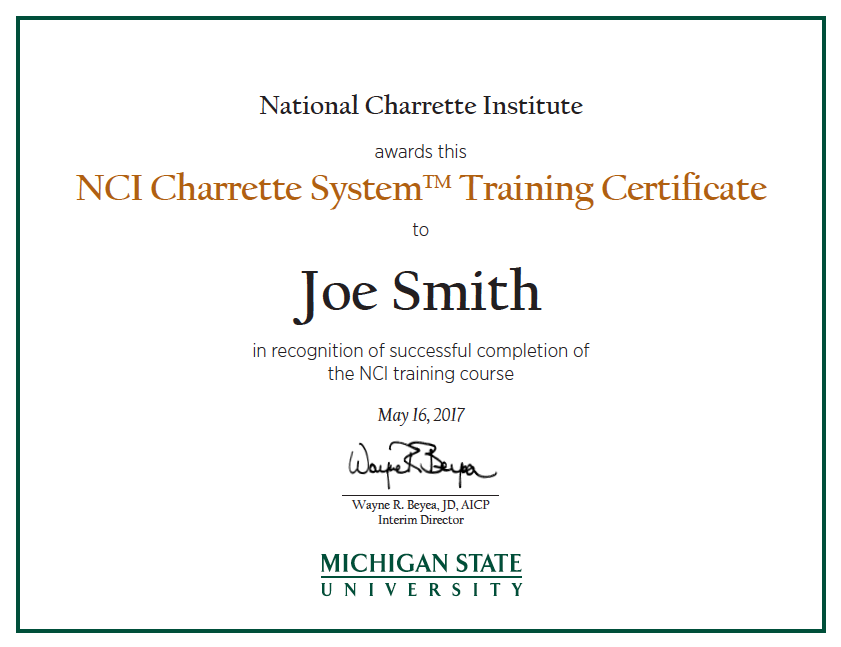 National Charrette Institute
awards this
NCI Charrette System™ Training Certificate
to
Joe Smith
in recognition of successful completion of
the NCI training course
May 16, 2017
Wayne R. Beyea
Wayne R. Beyea, JD, AICP
Interim Director
MICHIGAN STATE
UNIVERSITY